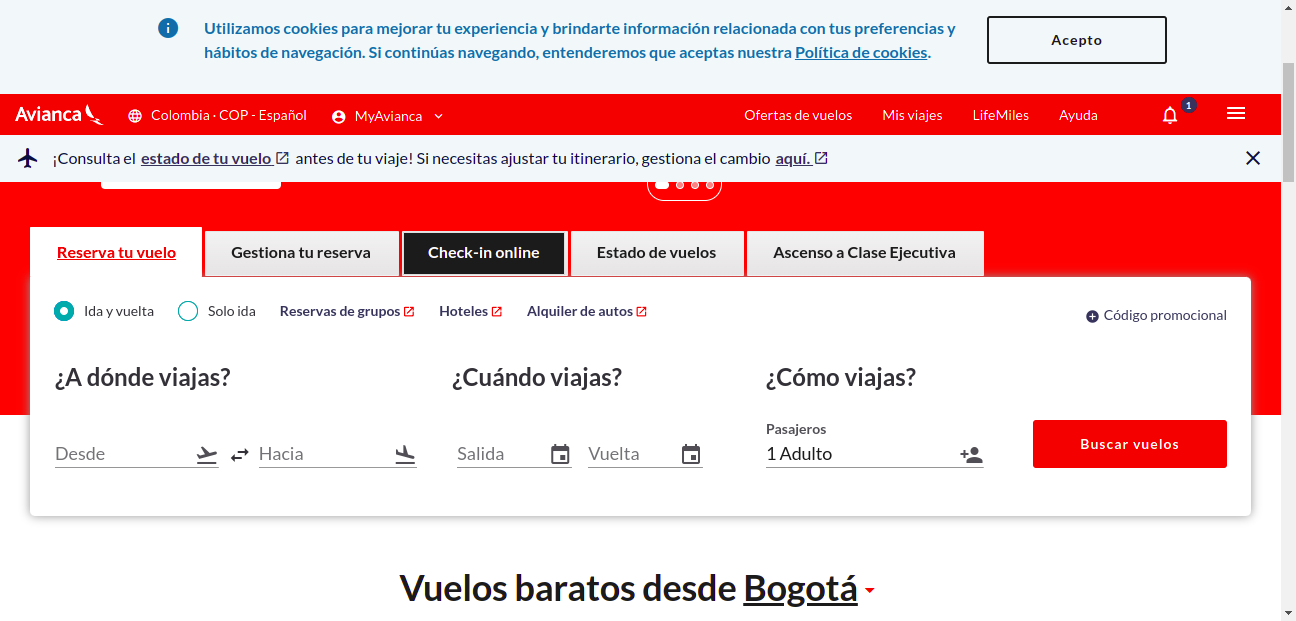 Utilizamos cookies para mejorar tu experiencia y brindarte información relacionada con tus preferencias y
hábitos de navegación. Si continúas navegando, entenderemos que aceptas nuestra Política de cookies.
Acepto
Avianca
Colombia · COP - Español
MyAvianca
Ofertas de vuelos
Mis viajes
LifeMiles
Ayuda
1
¡Consulta el estado de tu vuelo antes de tu viaje! Si necesitas ajustar tu itinerario, gestiona el cambio aquí.
Reserva tu vuelo
Gestiona tu reserva
Check-in online
Estado de vuelos
Ascenso a Clase Ejecutiva
Ida y vuelta
Solo ida
Reservas de grupos
Hoteles
Alquiler de autos
Código promocional
¿A dónde viajas?
¿Cuándo viajas?
¿Cómo viajas?
Pasajeros
Desde
Hacia
Salida
Vuelta
1 Adulto
Buscar vuelos
Vuelos baratos desde Bogotá